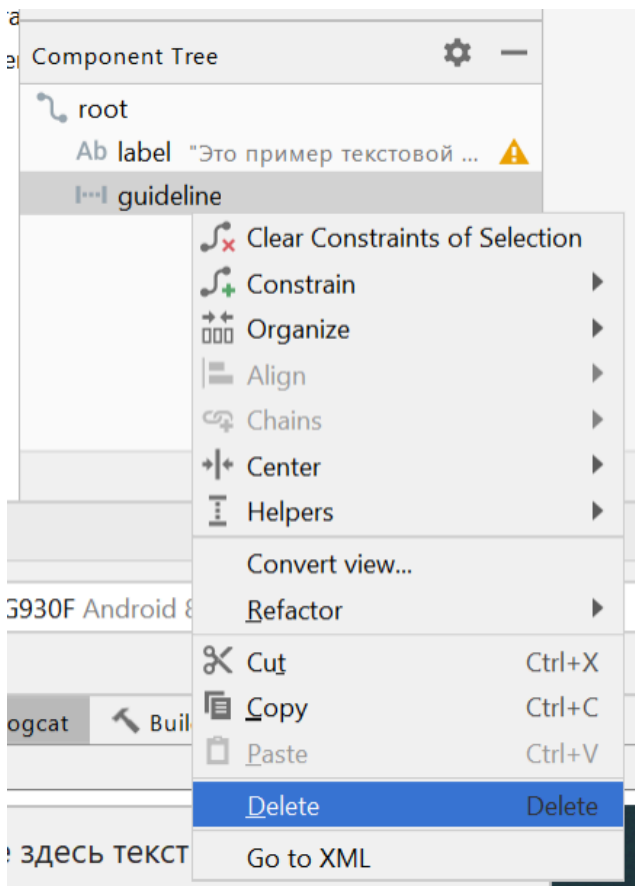 Component Tree
root
Ab label "Это пример текстовой ...
guideline
Clear Constraints of Selection
Constrain
Organize
Align
Chains
Center
Helpers
Convert view...
G930F Android 8
Refactor
Cut Ctrl+X
ogcat Buil
Copy Ctrl+C
Paste Ctrl+V
Delete Delete
здесь текст
Go to XML